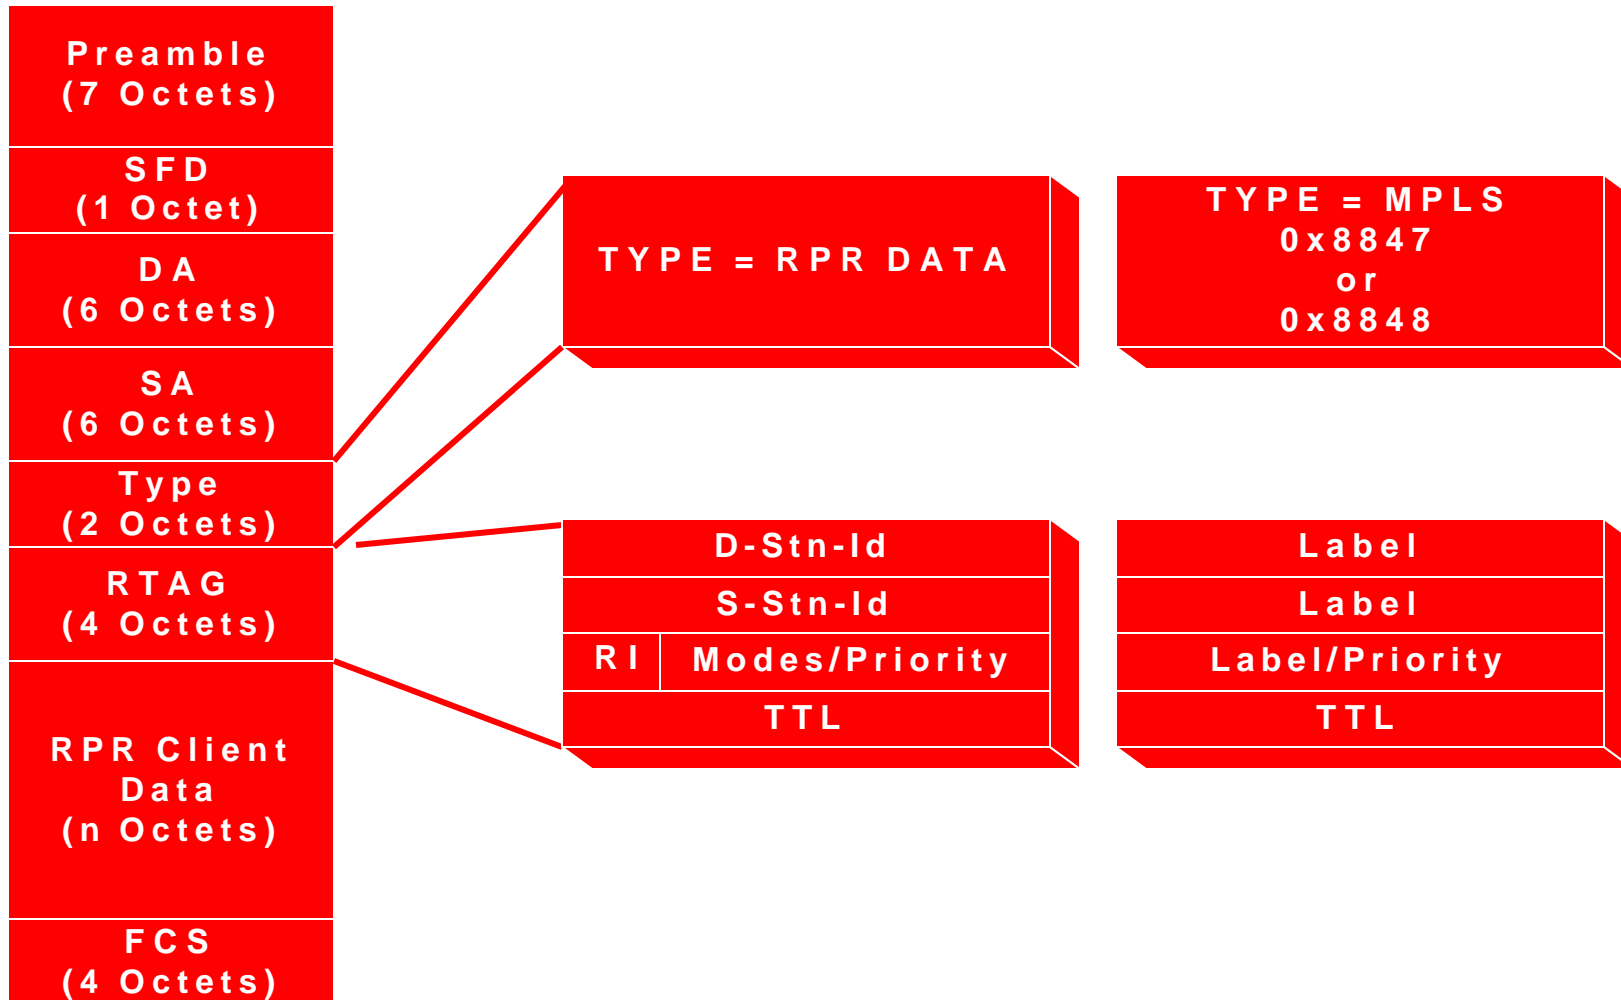 Preamble
(7 Octets)
SFD
(1 Octet)
DA
(6 Octets)
SA
(6 Octets)
Type
(2 Octets)
RTAG
(4 Octets)
RPR Client
Data
(n Octets)
FCS
(4 Octets)
TYPE = RPR DATA
TYPE = MPLS
0x8847
or
0x8848
D-Stn-Id
S-Stn-Id
RI Modes/Priority
TTL
Label
Label
Label/Priority
TTL